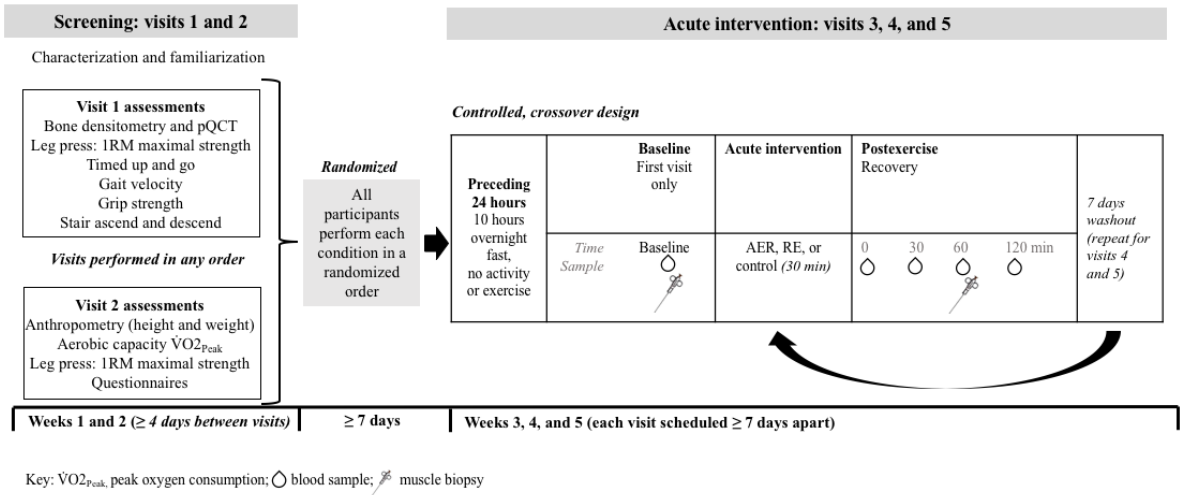 Screening: visits 1 and 2
Characterization and familiarization
Visit 1 assessments
Bone densitometry and pQCT
Leg press: 1RM maximal strength
Timed up and go
Gait velocity
Grip strength
Stair ascend and descend
Visits performed in any order
Visit 2 assessments
Anthropometry (height and weight)
Aerobic capacity V̇O2Peak
Leg press: 1RM maximal strength
Questionnaires
Randomized
All
participants
perform each
condition in a
randomized
order
Acute intervention: visits 3, 4, and 5
Controlled, crossover design
Preceding
24 hours
10 hours
overnight
fast,
no activity
or exercise
Baseline
First visit
only
Time
Sample
Baseline
Acute intervention
AER, RE, or
control (30 min)
Postexercise
Recovery
0 30 60 120 min
7 days
washout
(repeat for
visits 4
and 5)
Weeks 1 and 2 (≥ 4 days between visits)
≥ 7 days
Weeks 3, 4, and 5 (each visit scheduled ≥ 7 days apart)
Key: V̇O2Peak, peak oxygen consumption; blood sample; muscle biopsy